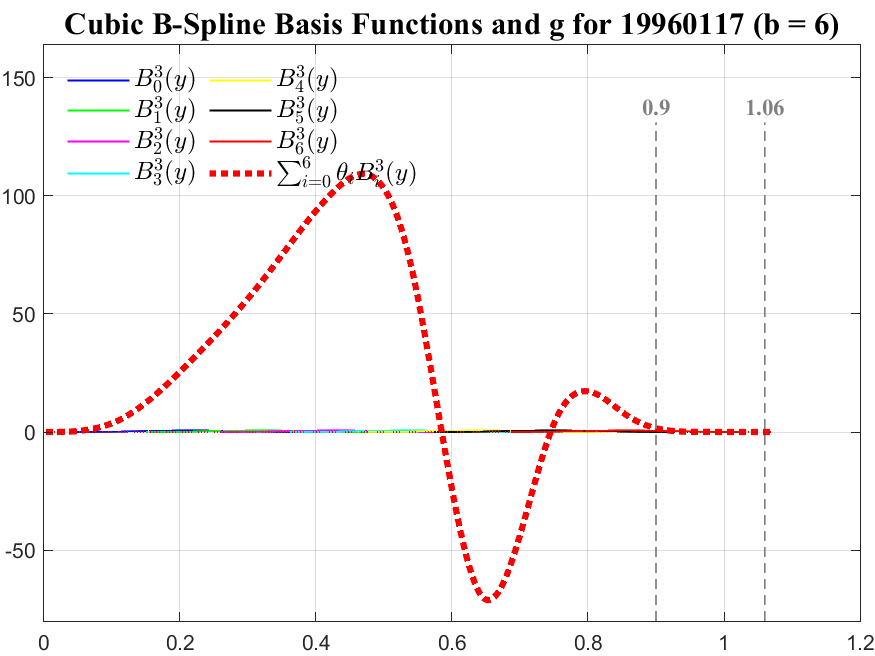 Cubic B-Spline Basis Functions and g for 19960117 (b = 6)
150
100
50
0
-50
B_0^3(y) B_4^3(y)
B_1^3(y) B_5^3(y)
B_2^3(y) B_6^3(y)
B_3^3(y) ∑_{i=0}^6 θ_i B_i^3(y)
0.9 1.06
0 0.2 0.4 0.6 0.8 1 1.2